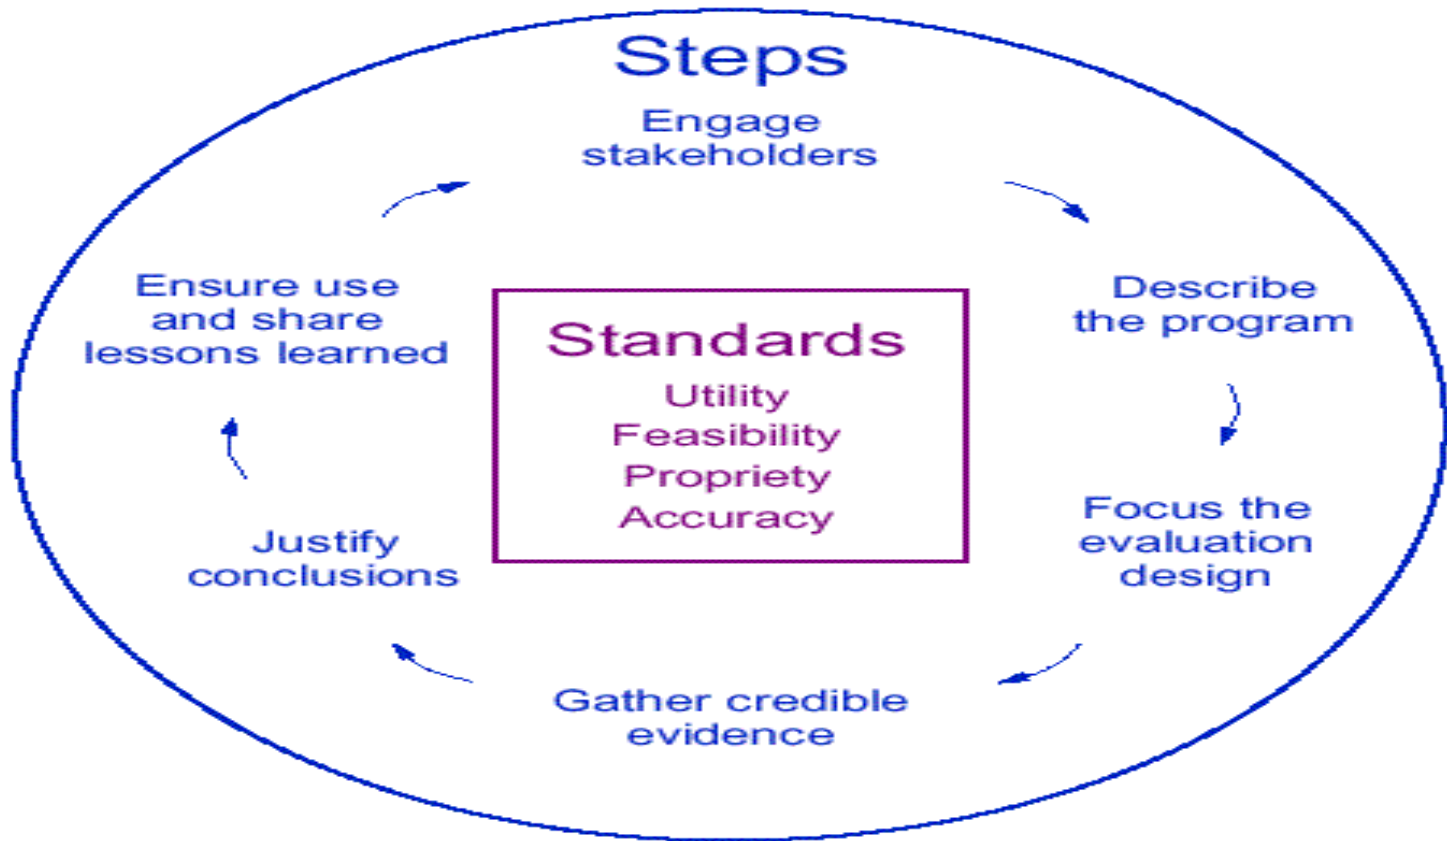 Steps
Engage
stakeholders
Describe
the program
Focus the
evaluation
design
Gather credible
evidence
Justify
conclusions
Ensure use
and share
lessons learned
Standards
Utility
Feasibility
Propriety
Accuracy